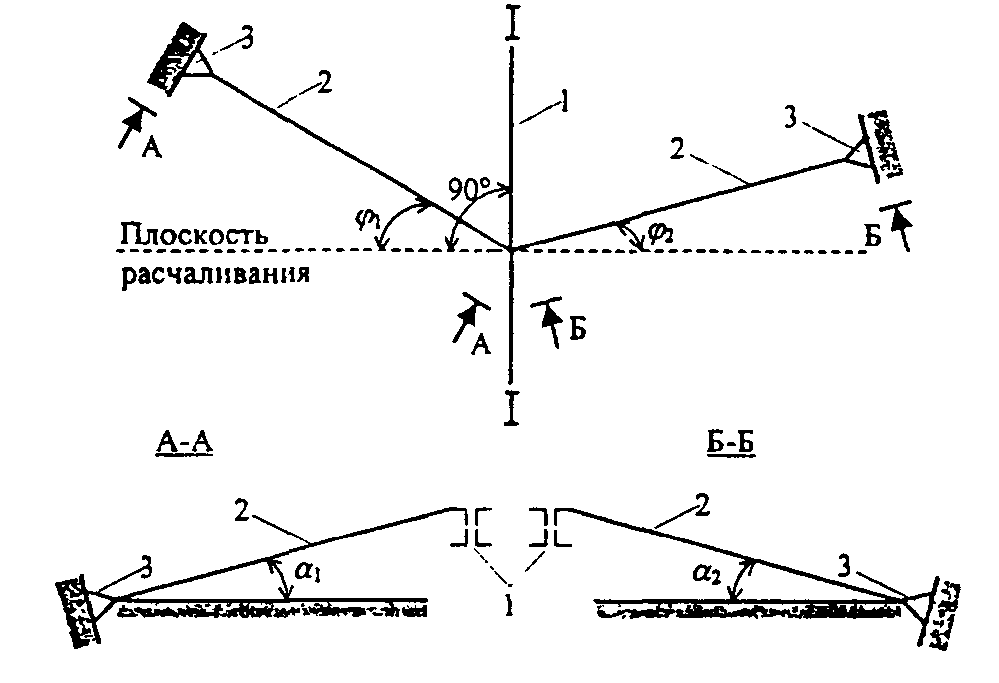 3
2
1
3
2
А
90°
φ₁
φ₂
Б
Плоскость
расчаливания
А
Б
А-А
Б-Б
2
2
3
α₁
α₂
3
1